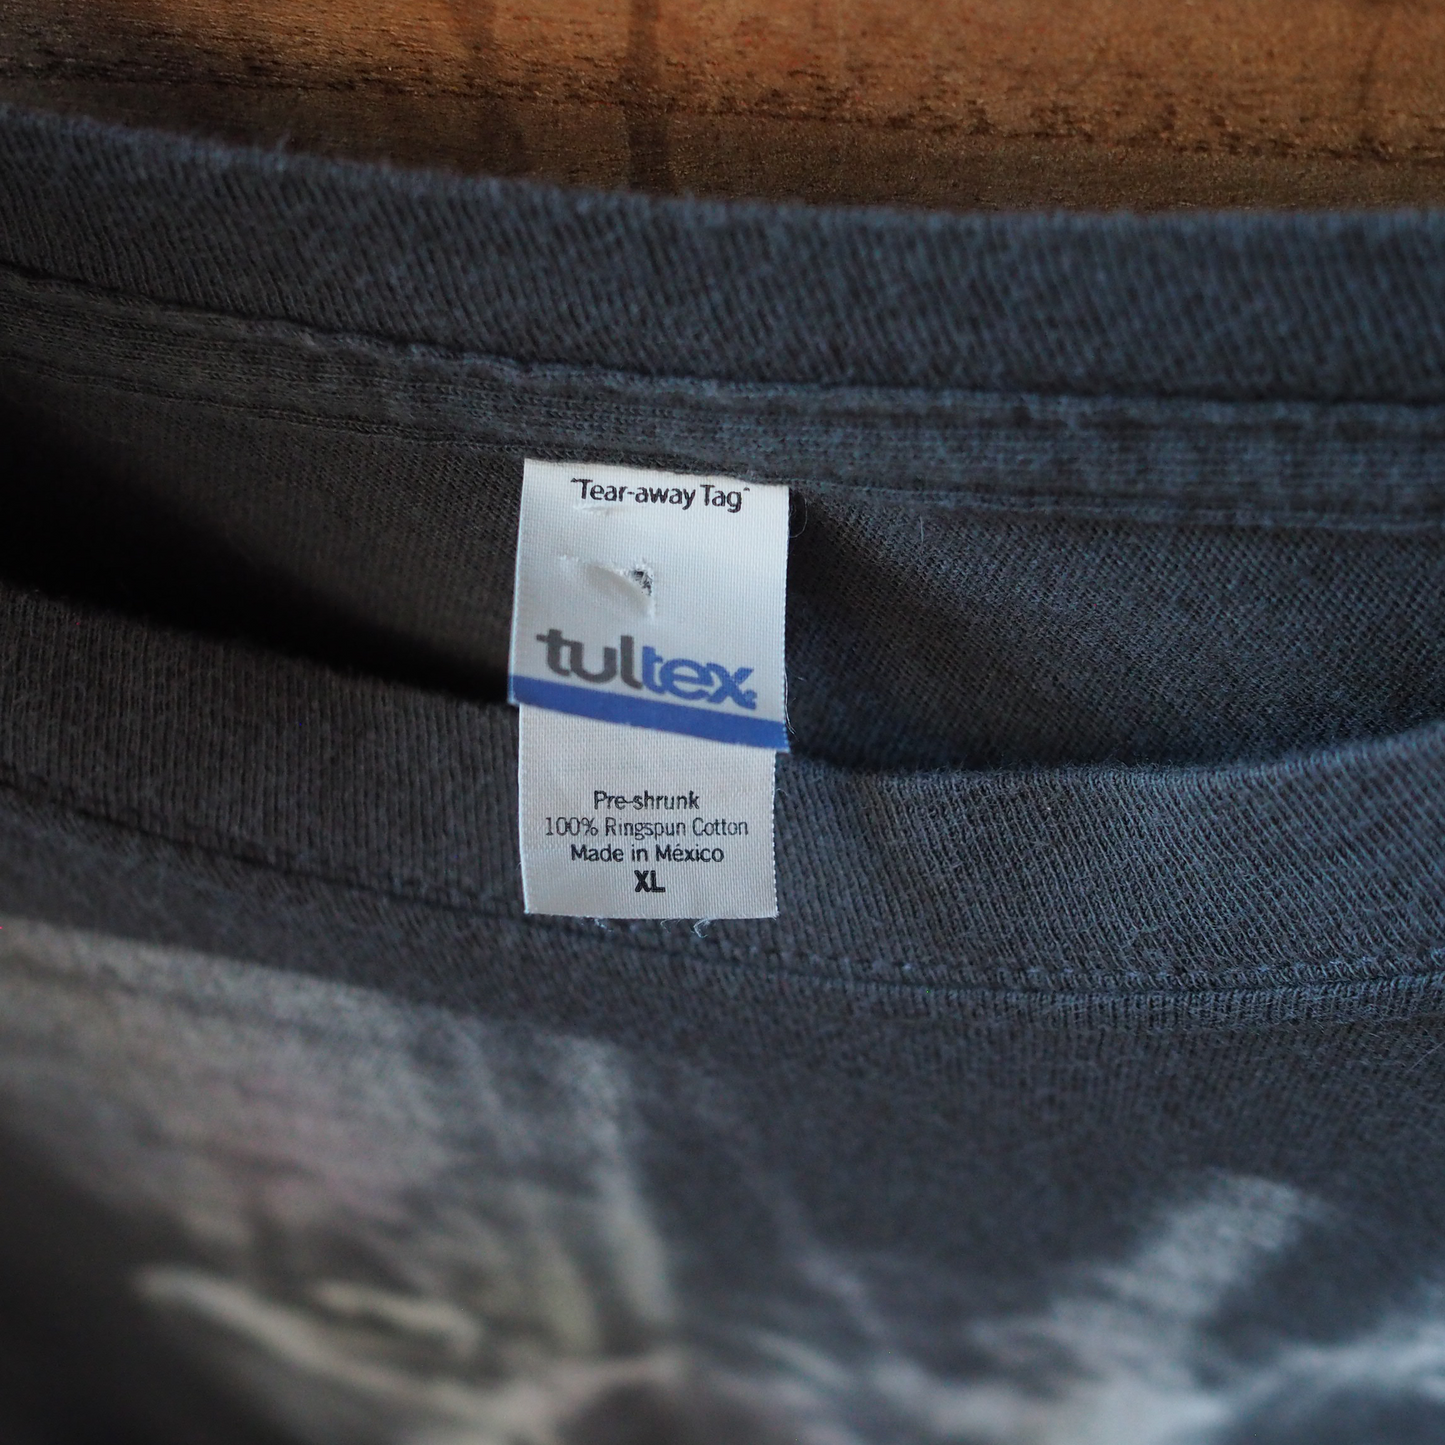 "Tear-away Tag"
tultex
Pre-shrunk
100% Ringspun Cotton
Made in México
XL